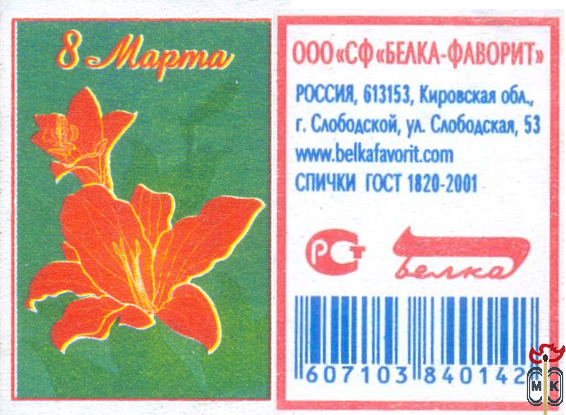 8 Марта
ООО «СФ «БЕЛКА-ФАВОРИТ»
РОССИЯ, 613153, Кировская обл.,
г. Слободской, ул. Слободская, 53
www.belkafavorit.com
СПИЧКИ ГОСТ 1820-2001
РСТ белка
607103 840142
МК